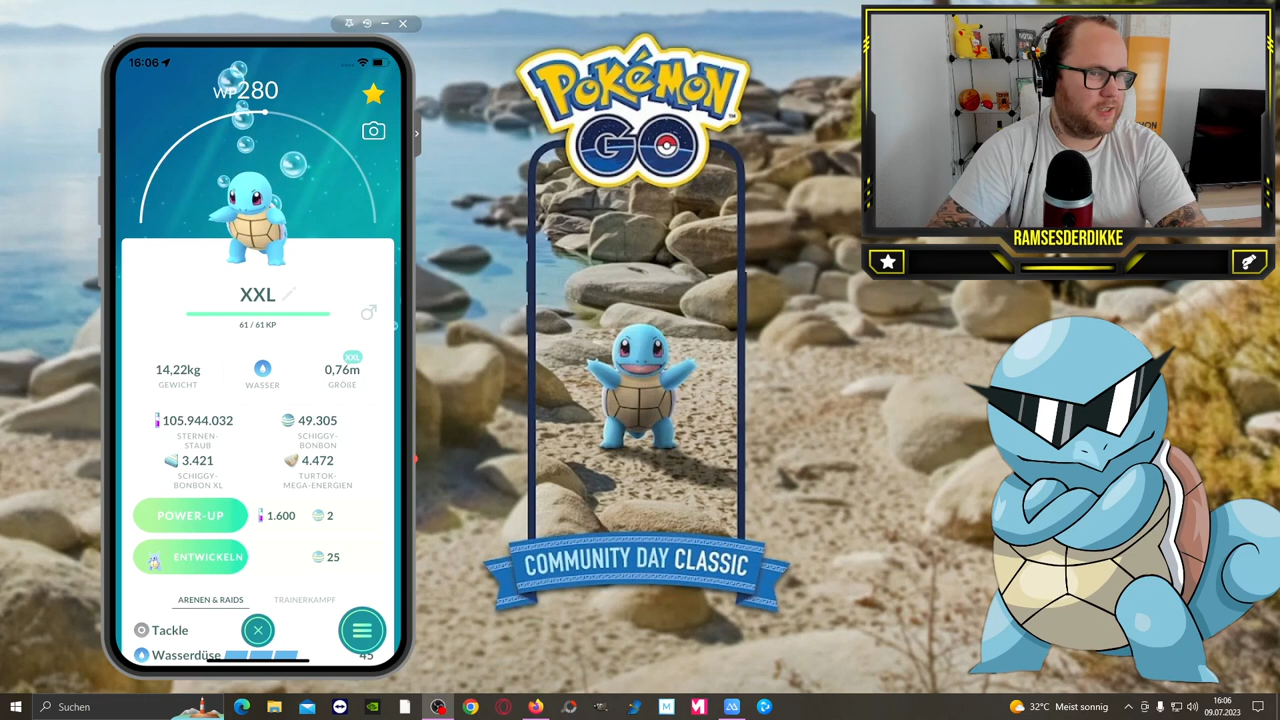 16:06
WP280
XXL
61 / 61 KP
14,22kg
GEWICHT
WASSER
XXL
0,76m
GRÖßE
105.944.032
STERNEN-
STAUB
49.305
SCHIGGY-
BONBON
3.421
SCHIGGY-
BONBON XL
4.472
TURTOK-
MEGA-ENERGIEN
POWER-UP
1.600
2
ENTWICKELN
25
ARENEN & RAIDS
TRAINERKAMPF
Tackle
Wasserdüse
45
POKÉMON
GO
COMMUNITY DAY CLASSIC
RAMSESDERDIKKE
Suchen
32°C Meist sonnig
16:06
09.07.2023